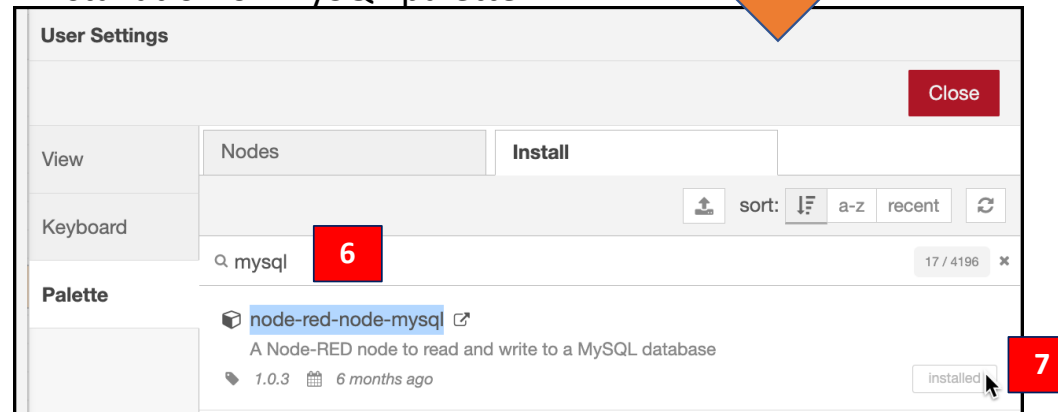 User Settings
Close
View
Nodes
Install
sort:
a-z
recent
Keyboard
mysql
6
17 / 4196
Palette
node-red-node-mysql
A Node-RED node to read and write to a MySQL database
1.0.3
6 months ago
installed
7